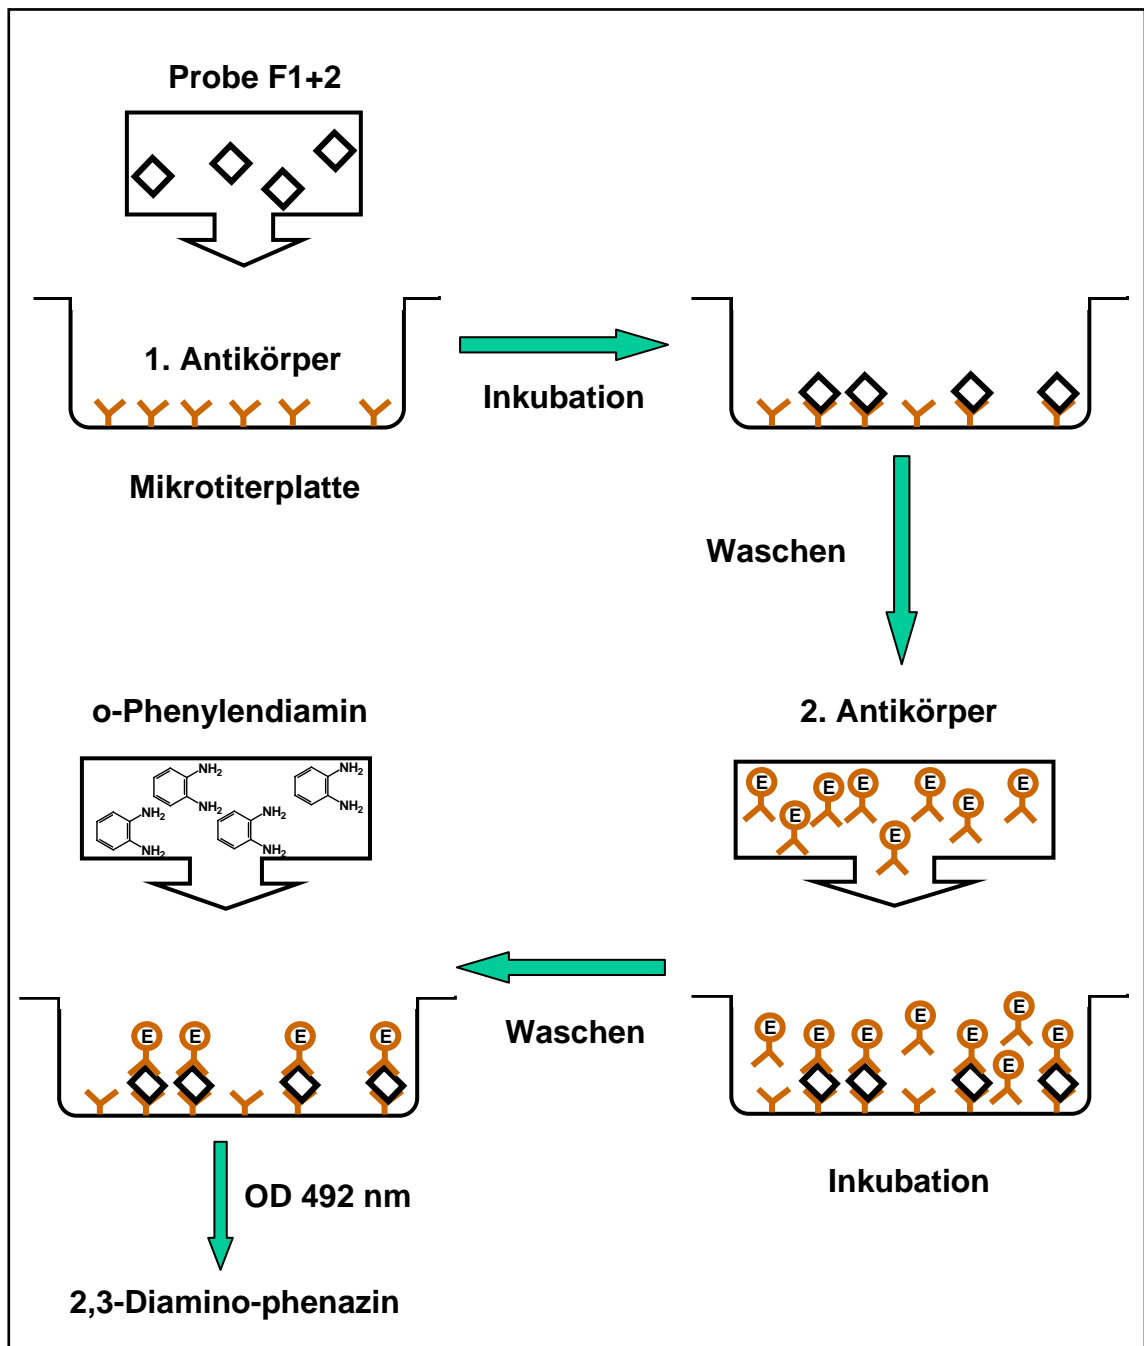 Probe F1+2
1. Antikörper
Inkubation
Mikrotiterplatte
Waschen
o-Phenylendiamin
2. Antikörper
NH2
NH2
NH2
NH2
NH2
NH2
NH2
NH2
E
E
E
E
E
E
E
E
Waschen
E
E
E
E
E
E
E
E
E
E
E
E
Inkubation
OD 492 nm
2,3-Diamino-phenazin